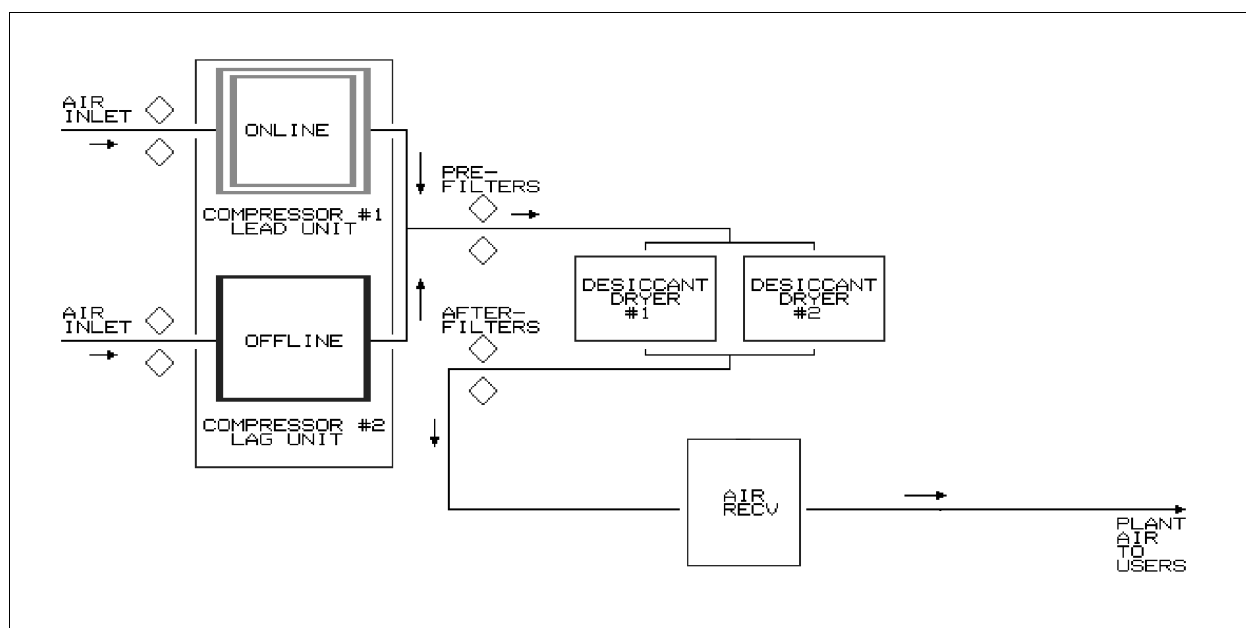 AIR
INLET
ONLINE
COMPRESSOR #1
LEAD UNIT
PRE-
FILTERS
AIR
INLET
OFFLINE
COMPRESSOR #2
LAG UNIT
AFTER-
FILTERS
DESICCANT
DRYER
#1
DESICCANT
DRYER
#2
AIR
RECV
PLANT
AIR
TO
USERS